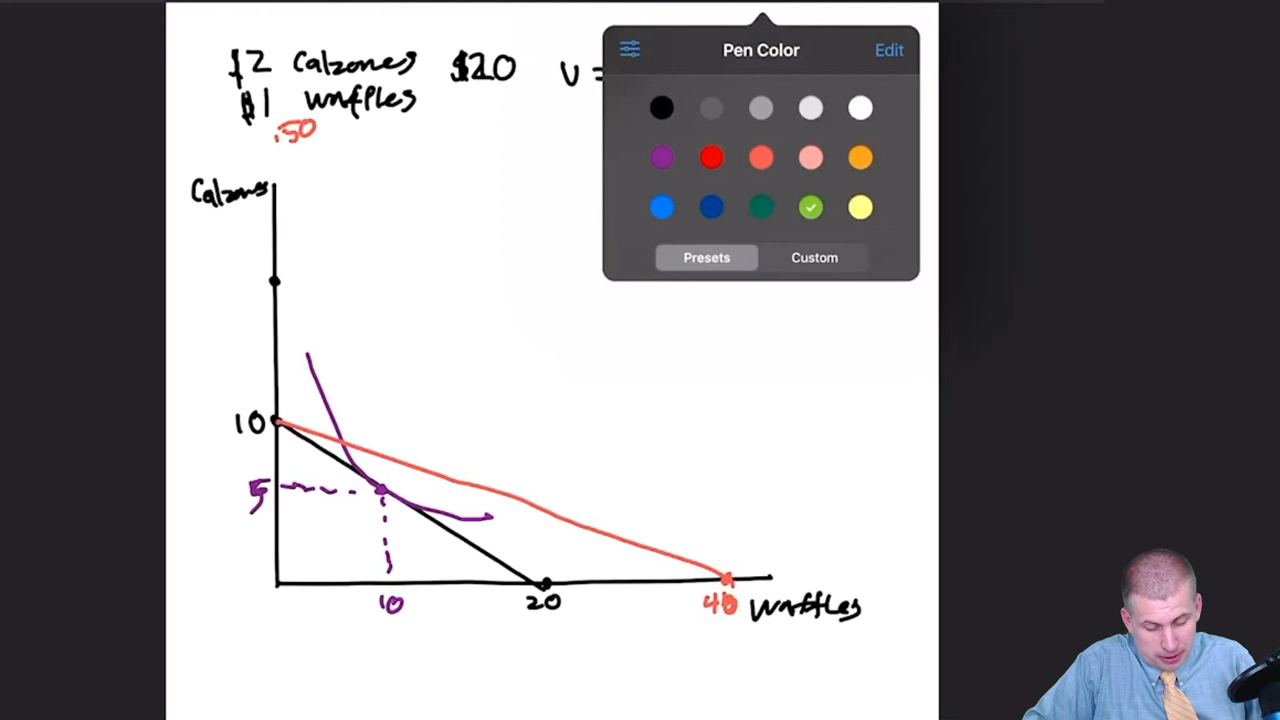 $2 Calzones $20 U =
$1 Waffles
.50
Pen Color
Edit
Presets
Custom
Calzones
10
5
10
20
40
Waffles